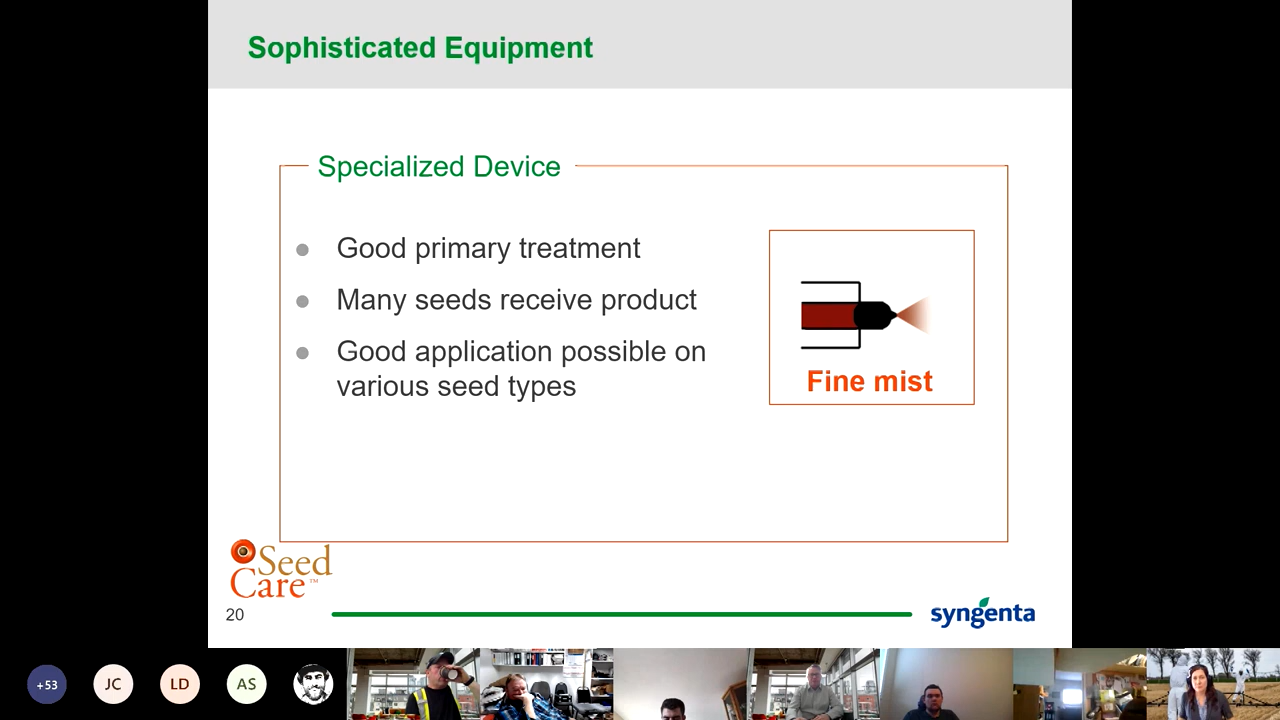 Sophisticated Equipment
Specialized Device
Good primary treatment
Many seeds receive product
Good application possible on
various seed types
Fine mist
Seed
Care™
20
syngenta
+53
JC
LD
AS